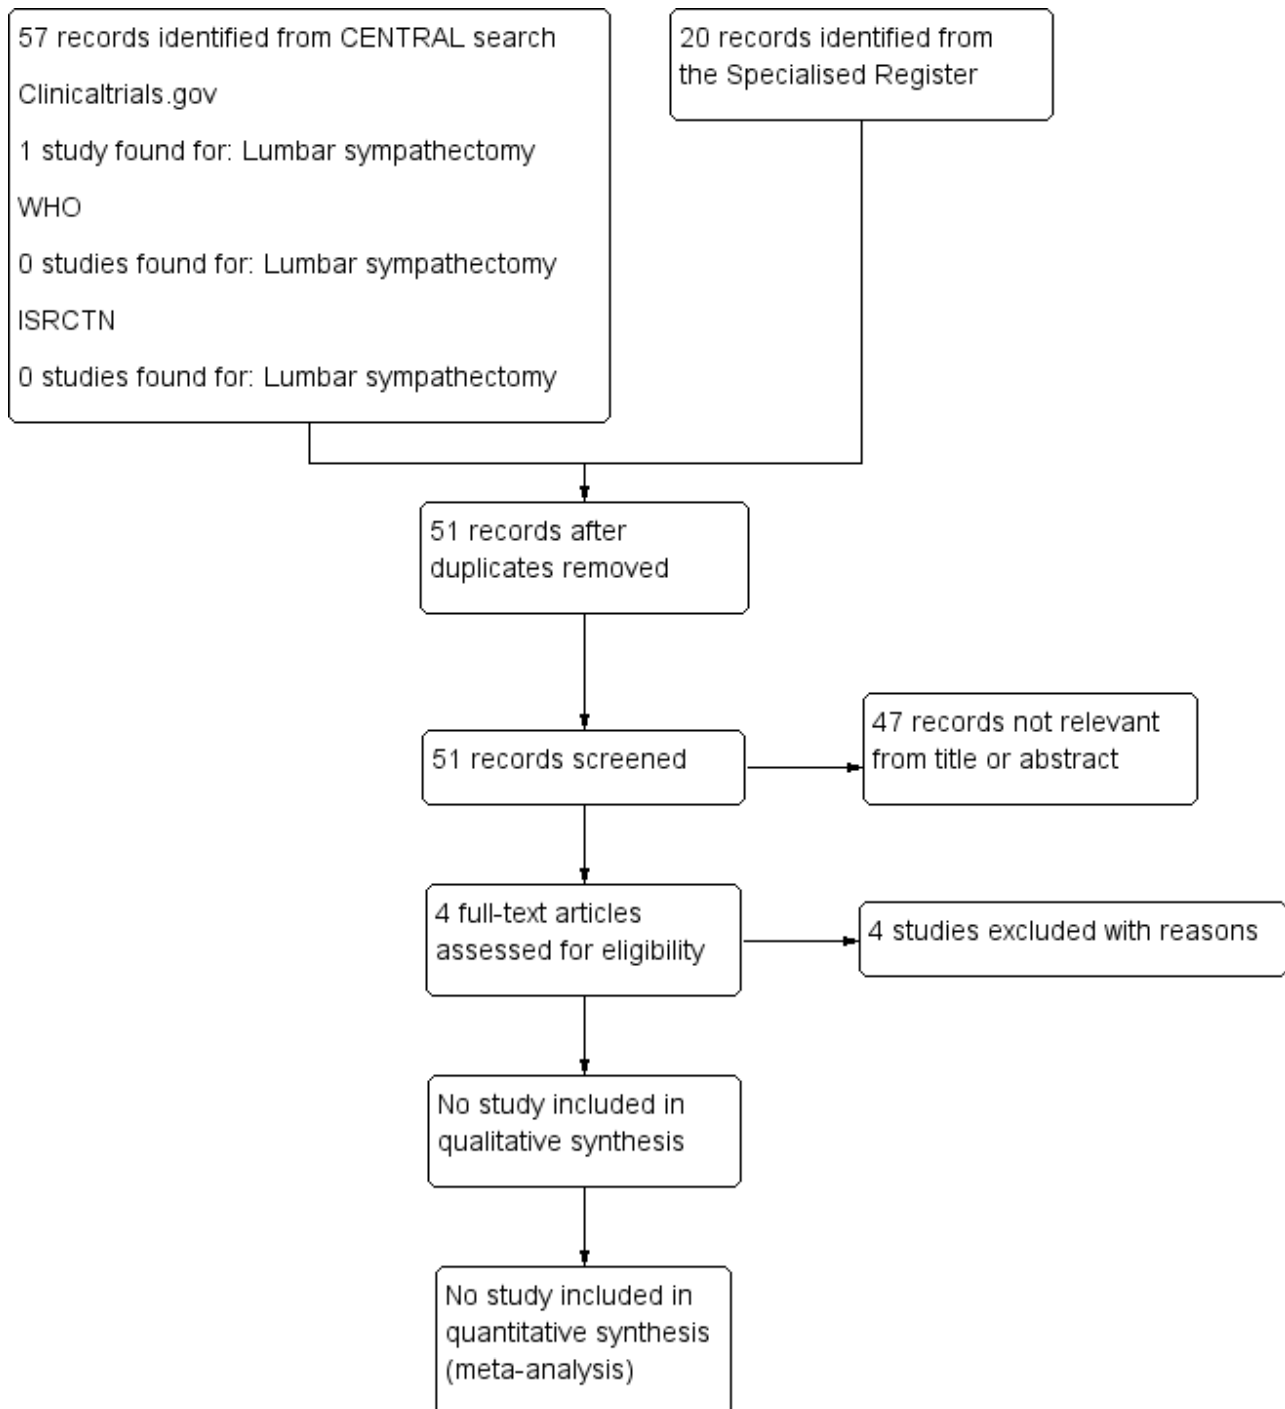 57 records identified from CENTRAL search
Clinicaltrials.gov
1 study found for: Lumbar sympathectomy
WHO
0 studies found for: Lumbar sympathectomy
ISRCTN
0 studies found for: Lumbar sympathectomy
20 records identified from
the Specialised Register
51 records after
duplicates removed
51 records screened
47 records not relevant
from title or abstract
4 full-text articles
assessed for eligibility
4 studies excluded with reasons
No study included in
qualitative synthesis
No study included in
quantitative synthesis
(meta-analysis)